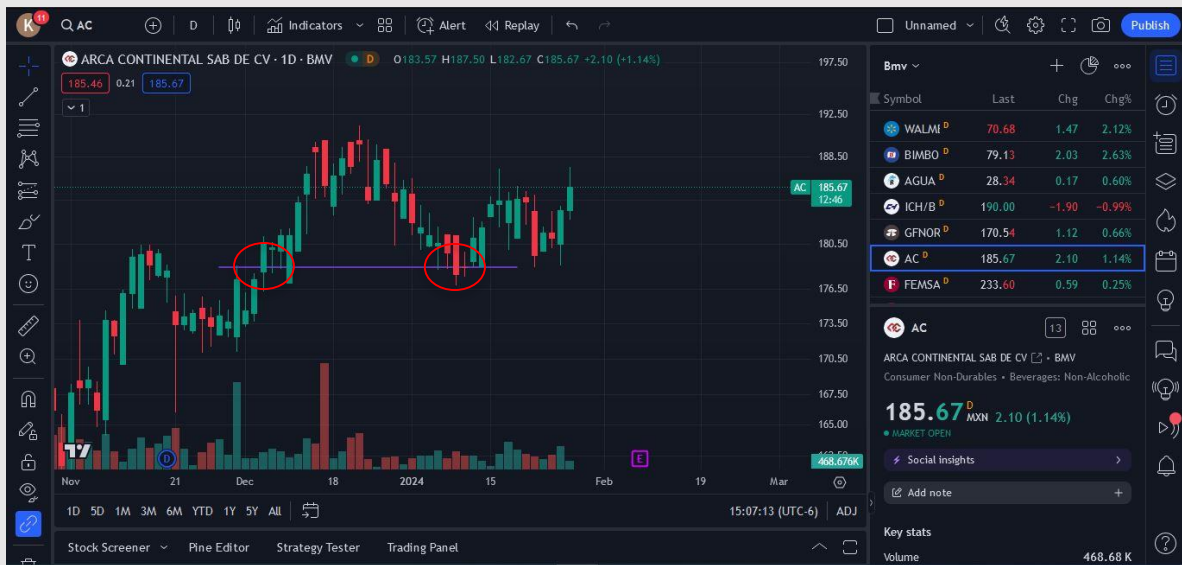 K 11 AC D Indicators Alert Replay Unnamed Publish
ARCA CONTINENTAL SAB DE CV · 1D · BMV D O183.57 H187.50 L182.67 C185.67 +2.10 (+1.14%)
185.46 0.21 185.67
1
197.50
192.50
188.50
AC 185.67
12:46
180.50
176.50
173.50
170.50
167.50
165.00
468.676K
D
E
Nov 21 Dec 18 2024 15 Feb 19 Mar
1D 5D 1M 3M 6M YTD 1Y 5Y All 15:07:13 (UTC-6) ADJ
Stock Screener Pine Editor Strategy Tester Trading Panel
Bmv
Symbol Last Chg Chg%
WALME D 70.68 1.47 2.12%
BIMBO D 79.13 2.03 2.63%
AGUA D 28.34 0.17 0.60%
ICH/B D 190.00 −1.90 −0.99%
GFNOR D 170.54 1.12 0.66%
AC D 185.67 2.10 1.14%
FEMSA D 233.60 0.59 0.25%
AC 13
ARCA CONTINENTAL SAB DE CV · BMV
Consumer Non-Durables • Beverages: Non-Alcoholic
185.67 D MXN 2.10 (1.14%)
MARKET OPEN
Social insights
Add note
Key stats
Volume 468.68 K